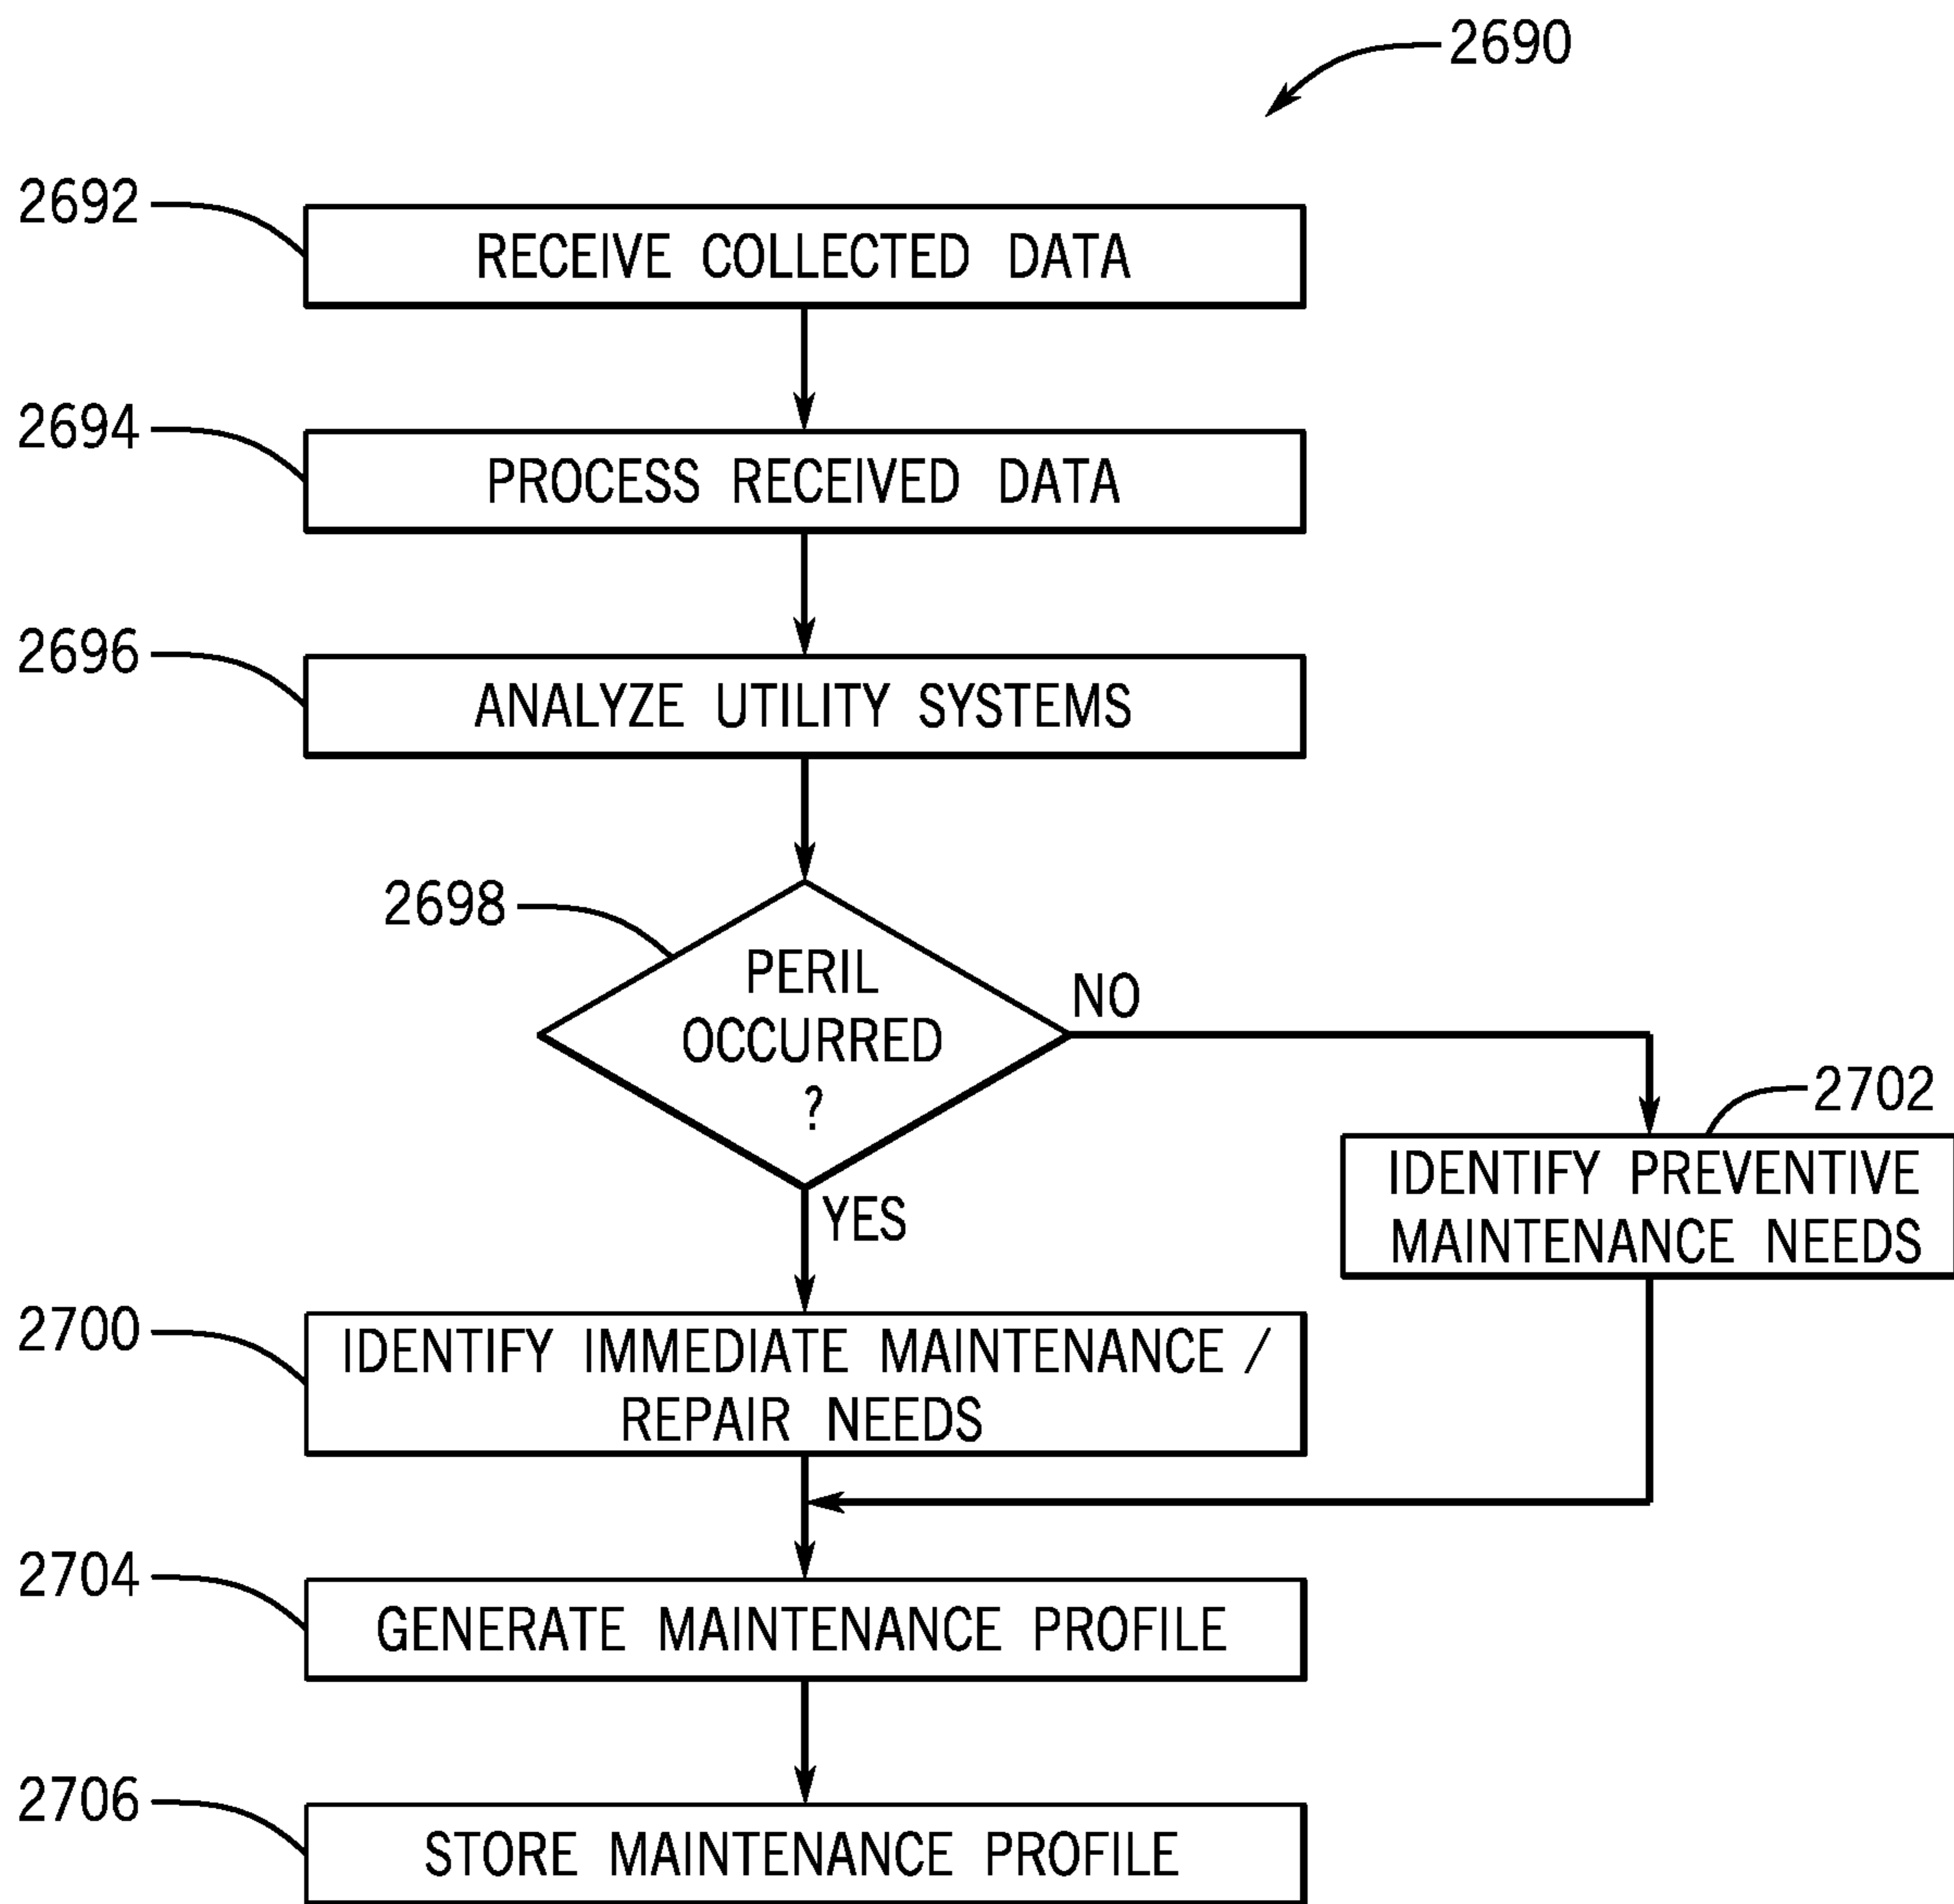 2690
2692
RECEIVE COLLECTED DATA
2694
PROCESS RECEIVED DATA
2696
ANALYZE UTILITY SYSTEMS
2698
PERIL
OCCURRED
?
NO
2702
IDENTIFY PREVENTIVE
MAINTENANCE NEEDS
YES
2700
IDENTIFY IMMEDIATE MAINTENANCE /
REPAIR NEEDS
2704
GENERATE MAINTENANCE PROFILE
2706
STORE MAINTENANCE PROFILE